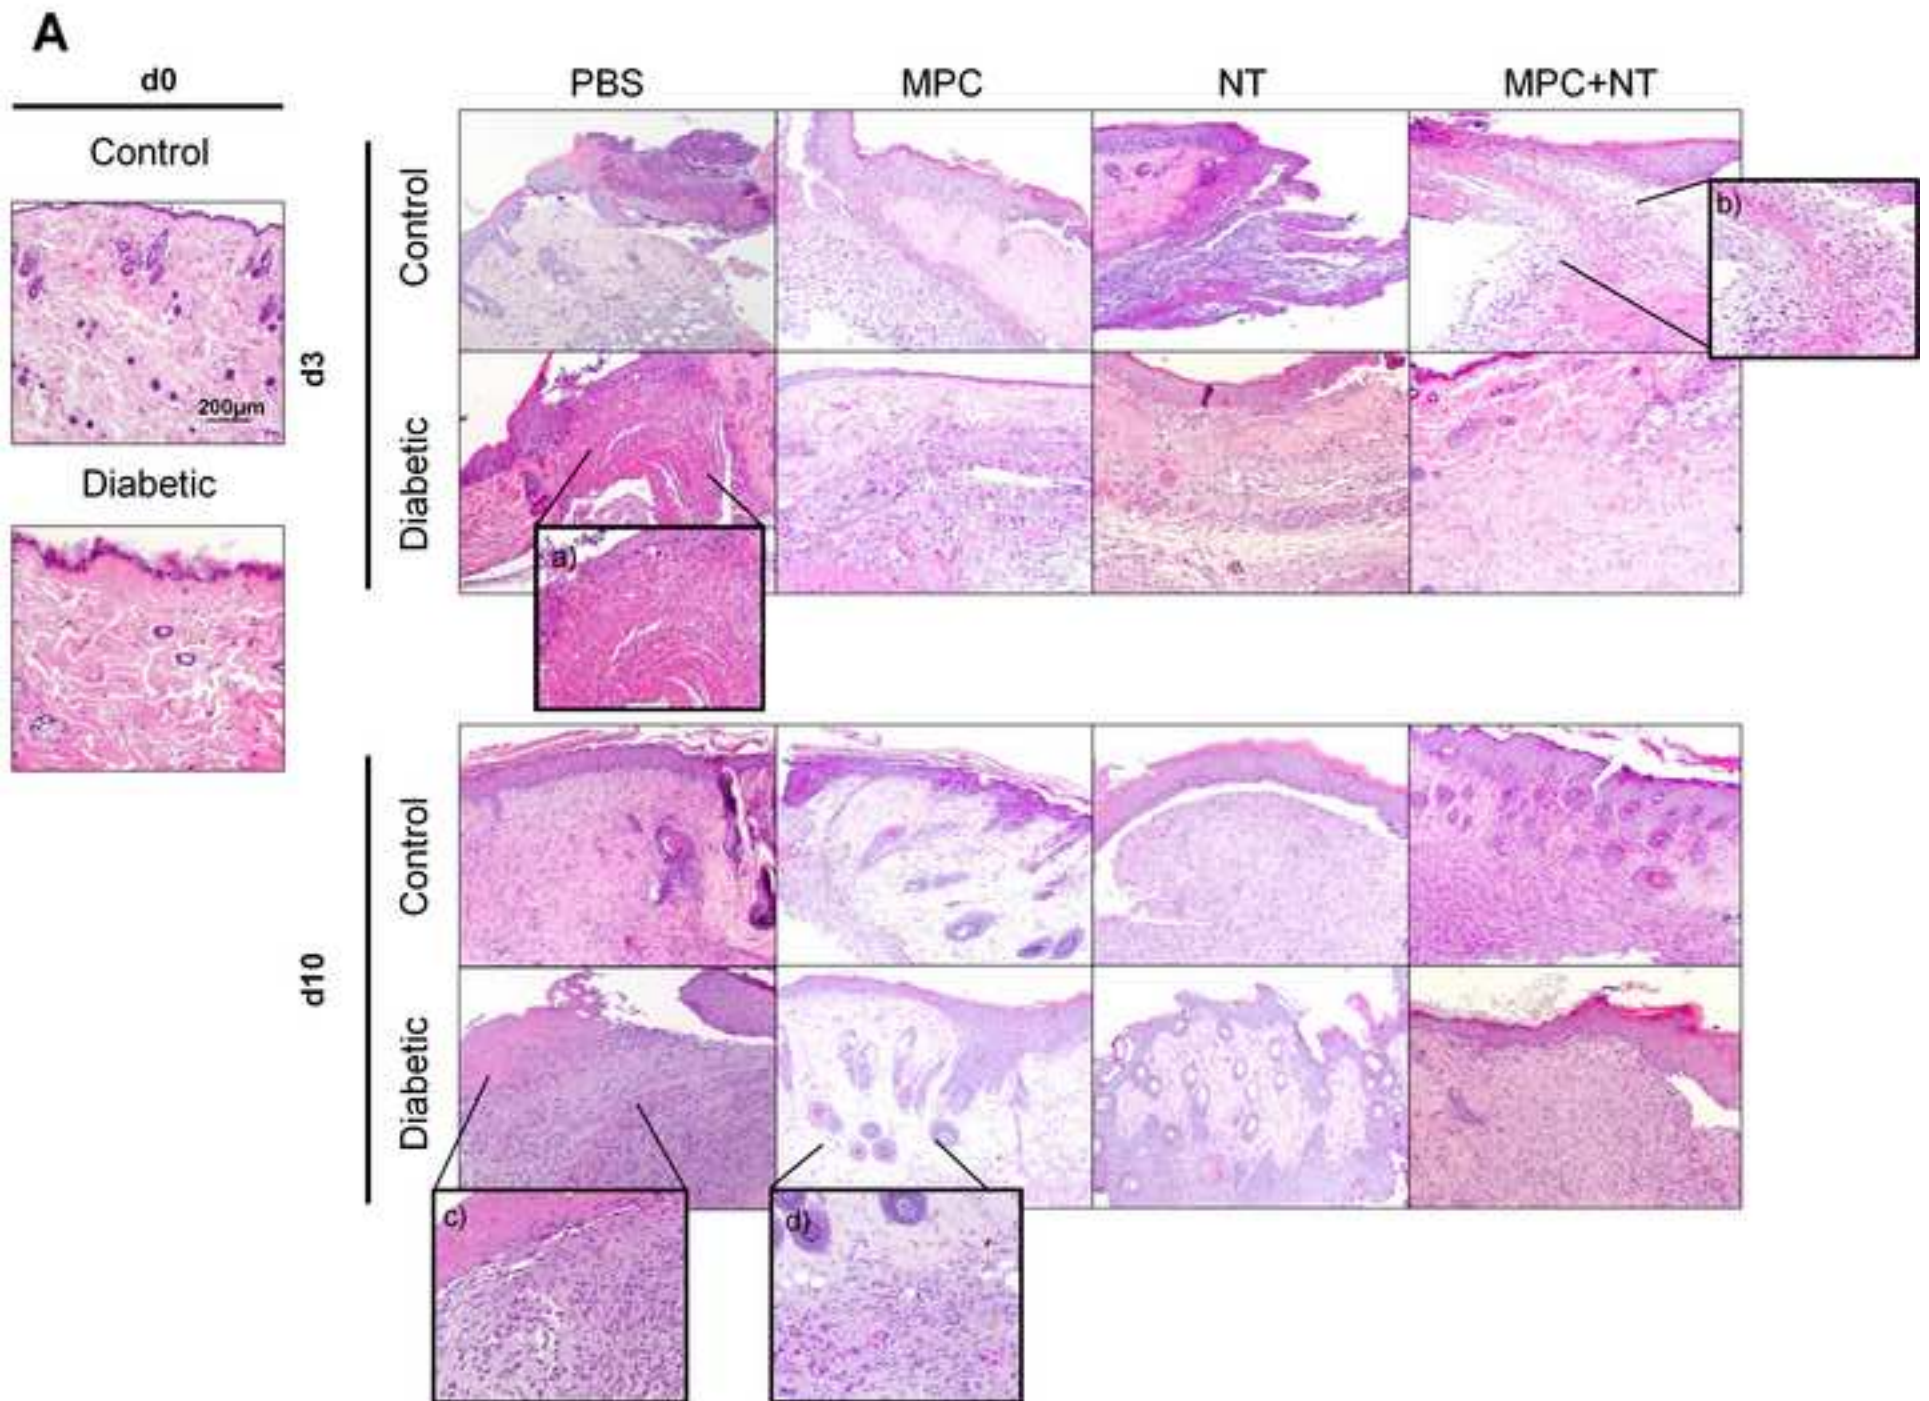 A
d0
Control
200µm
Diabetic
PBS MPC NT MPC+NT
d3
Control
b)
Diabetic
a)
d10
Control
Diabetic
c)
d)